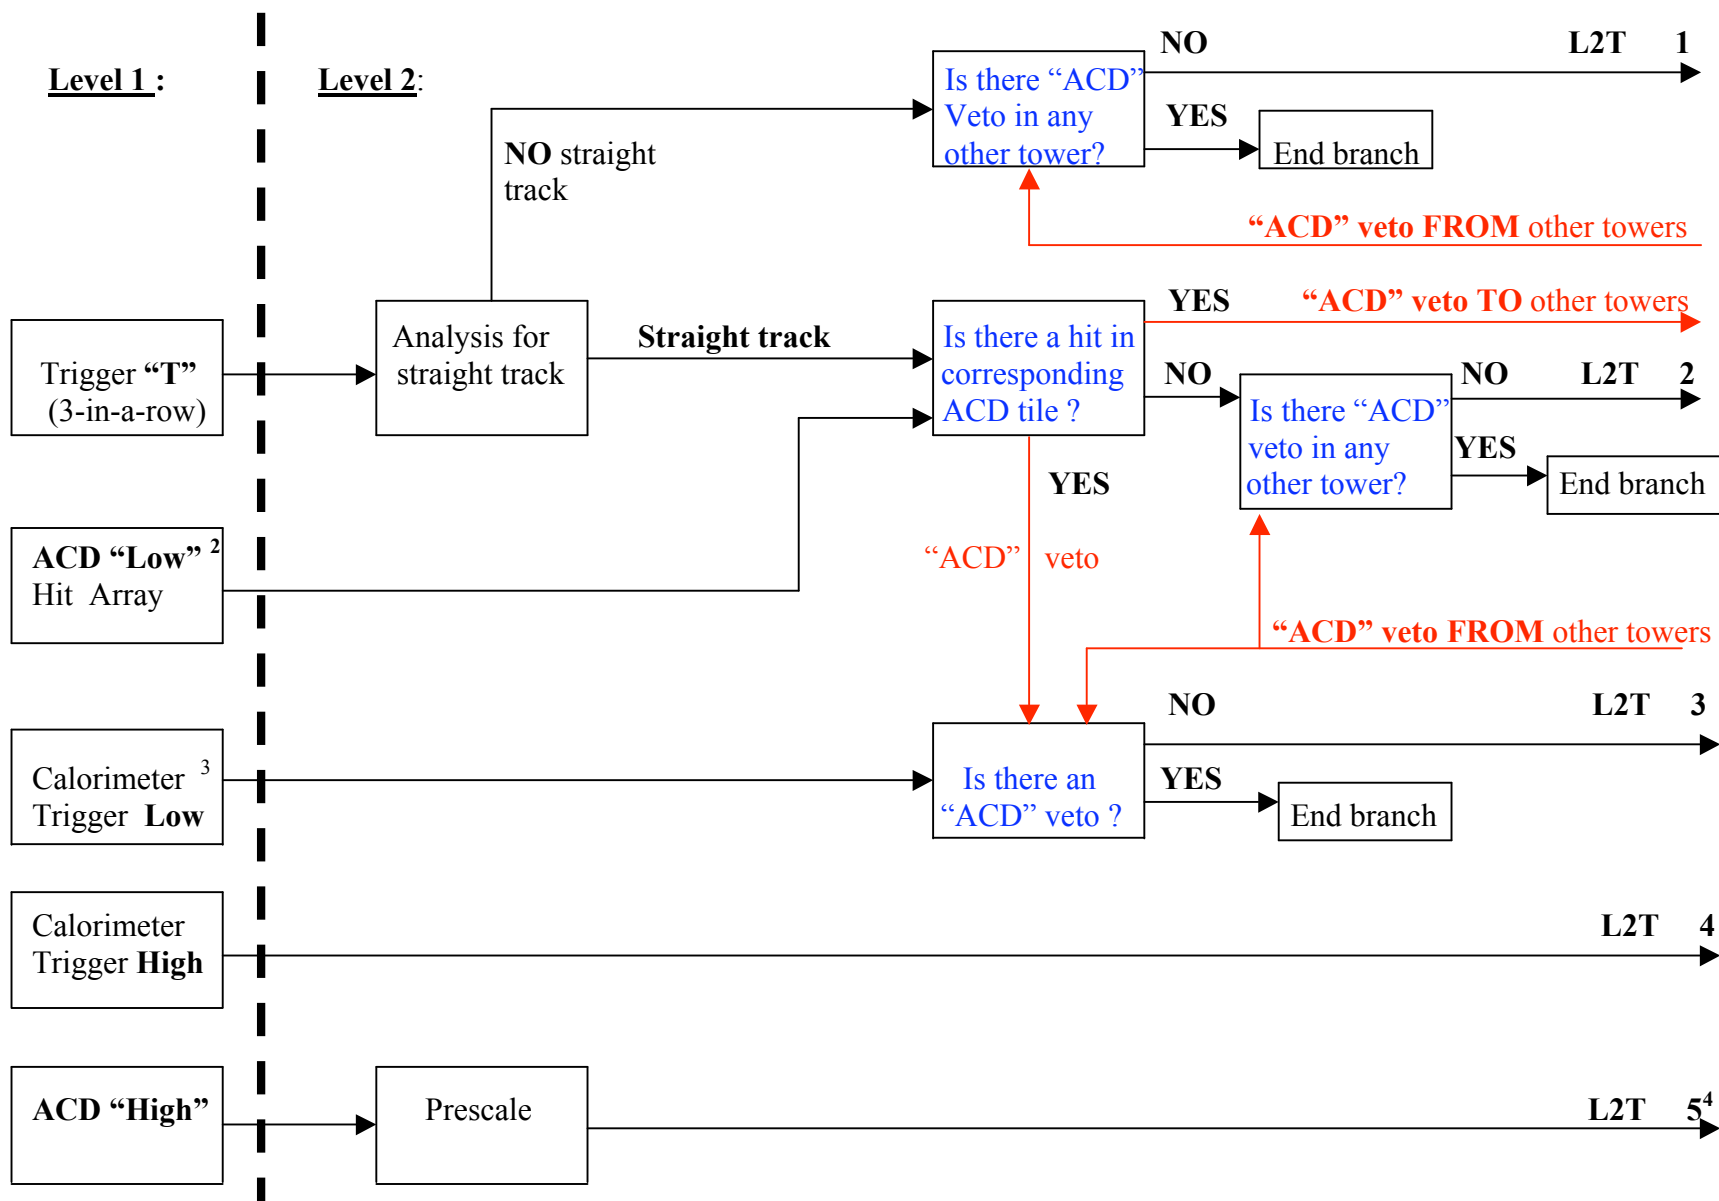 Level 1 :
Level 2:
NO
L2T 1
Is there “ACD”
Veto in any
other tower?
YES
End branch
NO straight
track
“ACD” veto FROM other towers
Trigger “T”
(3-in-a-row)
Analysis for
straight track
Straight track
Is there a hit in
corresponding
ACD tile ?
YES
“ACD” veto TO other towers
NO
Is there “ACD”
veto in any
other tower?
NO
L2T 2
YES
End branch
YES
“ACD” veto
ACD “Low” 2
Hit Array
“ACD” veto FROM other towers
Calorimeter 3
Trigger Low
Is there an
“ACD” veto ?
NO
L2T 3
YES
End branch
Calorimeter
Trigger High
L2T 4
ACD “High”
Prescale
L2T 54